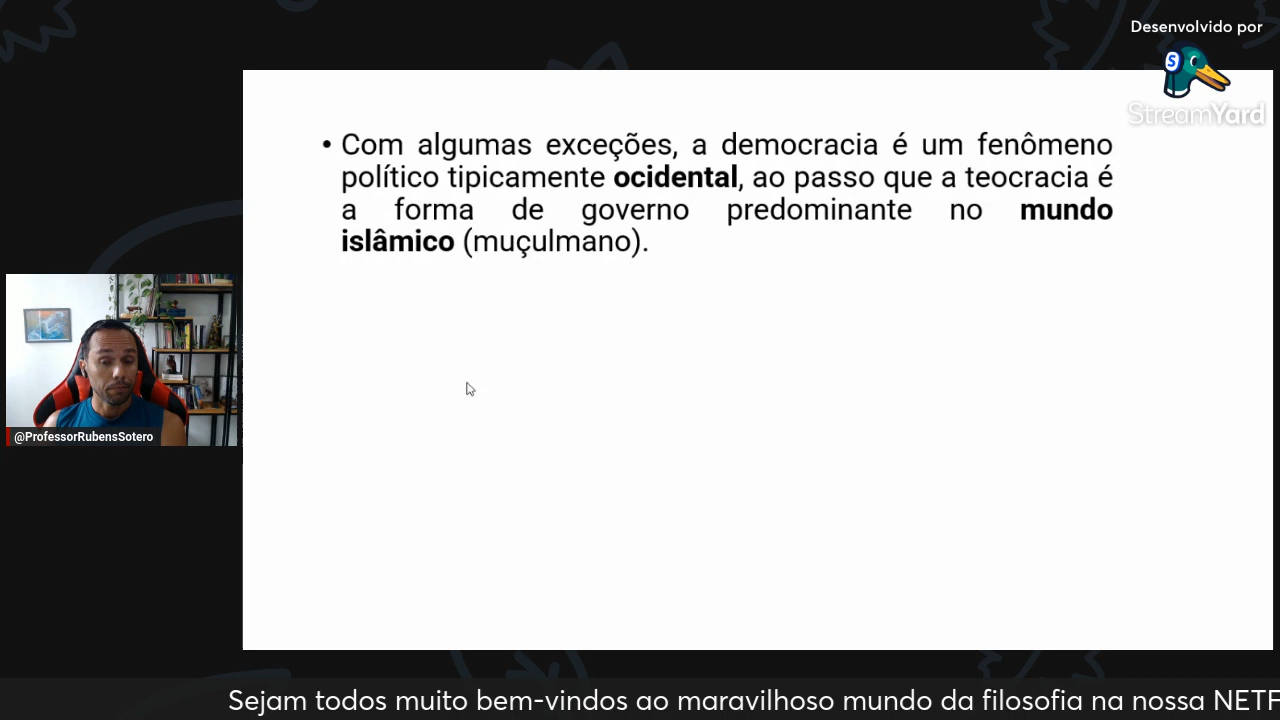 Desenvolvido por
S
StreamYard
• Com algumas exceções, a democracia é um fenômeno
político tipicamente ocidental, ao passo que a teocracia é
a forma de governo predominante no mundo
islâmico (muçulmano).
@ProfessorRubensSotero
Sejam todos muito bem-vindos ao maravilhoso mundo da filosofia na nossa NETF